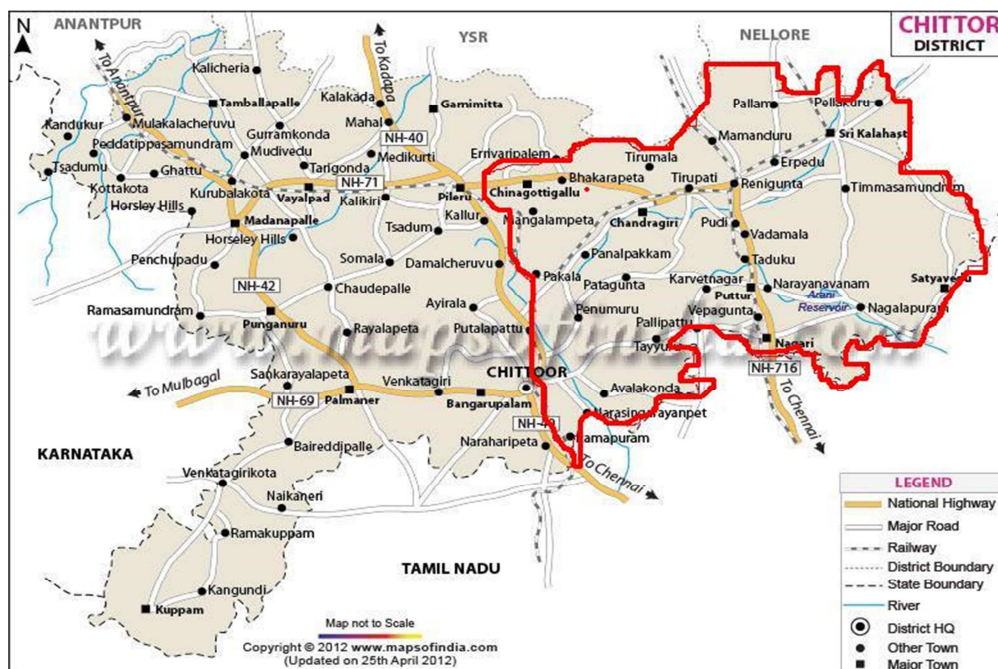 ANANTPUR
YSR
NELLORE
CHITTOR
DISTRICT
N
To Anantpur
To Kadapa
Kalicheria
Tamballapalle
Kalakada
Gamimitta
Pallam
Pellakuru
Kandukur
Mulakalacheruvu
Gurramkonda
Mahal
NH-40
Mamanduru
Sri Kalahast
Peddatippasamundram
Mudivedu
Medikurti
Errivaripalem
Tirumala
Erpedu
Tsadumu
Ghattu
Tarigonda
Kottakota
Kurubalakota
NH-71
Vayalpad
Kalikiri
Pileru
Chinagottigallu
Bhakarapeta
Tirupati
Renigunta
Timmasamundram
Horsley Hills
Madanapalle
Kallur
Mangalampeta
Chandragiri
Pudi
Horseley Hills
Tsadum
Vadamala
Penchupadu
Somala
Damalcheruvu
Panalpakkam
Taduku
Pakala
Patagunta
Karvetnagar
Satyavedu
NH-42
Chaudepalle
Puttur
Narayanavanam
Arani
Reservoir
Ramasamundram
Punganuru
Ayirala
Penumuru
Vepagunta
Nagalapuram
Rayalapeta
Putalapattu
Pallipattu
Tayyur
Nagari
www.mapsofindia.com
NH-716
Sankarayalapeta
CHITTOOR
To Mulbagal
Venkatagiri
Avalakonda
To Chennai
NH-69
Palmaner
Bangarupalam
Narasingarayanpet
NH-40
Baireddipalle
Naraharipeta
Ramapuram
To Chennai
KARNATAKA
Venkatagirikota
Naikaneri
Ramakuppam
TAMIL NADU
Kangundi
Kuppam
Map not to Scale
Copyright © 2012 www.mapsofindia.com
(Updated on 25th April 2012)
LEGEND
National Highway
Major Road
Railway
District Boundary
State Boundary
River
District HQ
Other Town
Major Town